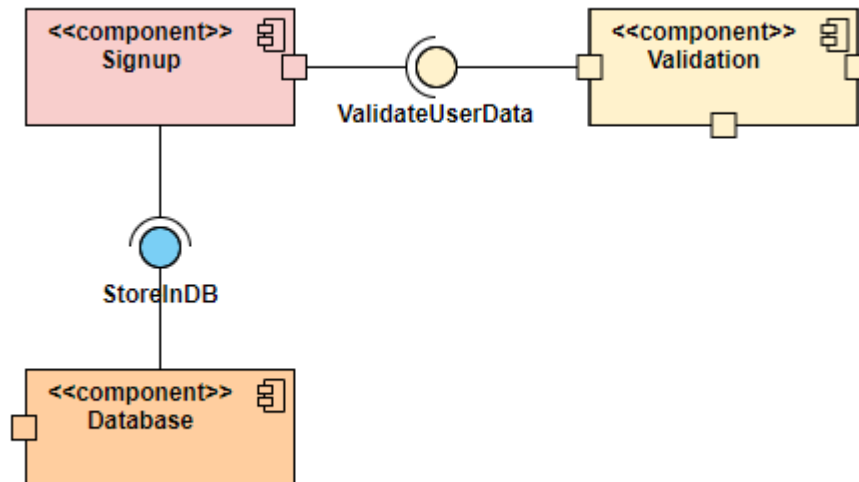 <<component>>
Signup
<<component>>
Validation
ValidateUserData
StoreInDB
<<component>>
Database